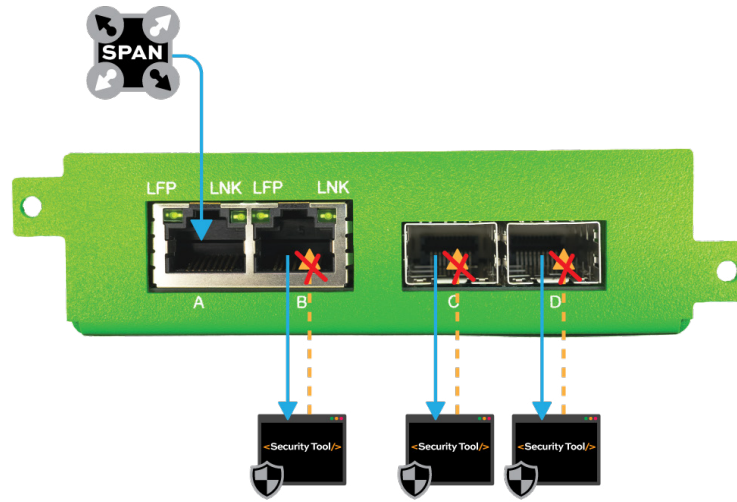 SPAN
LFP LNK LFP LNK
A B C D
<Security Tool/> <Security Tool/> <Security Tool/>